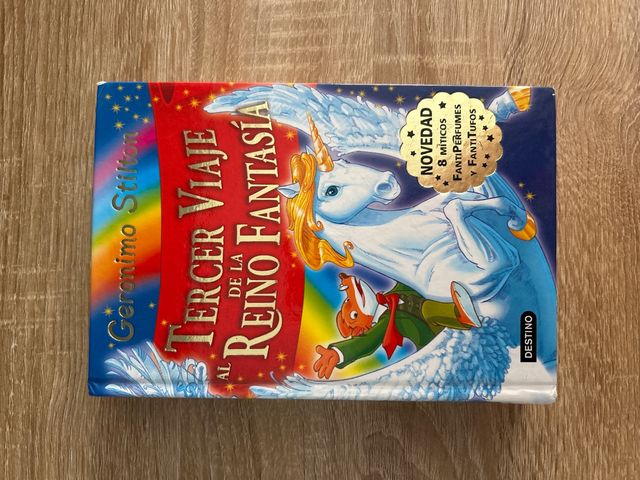 Geronimo Stilton
TERCER VIAJE
AL DE LA
REINO FANTASÍA
NOVEDAD
8 MÍTICOS
FANTIPERFUMES
Y FANTITUFOS
DESTINO